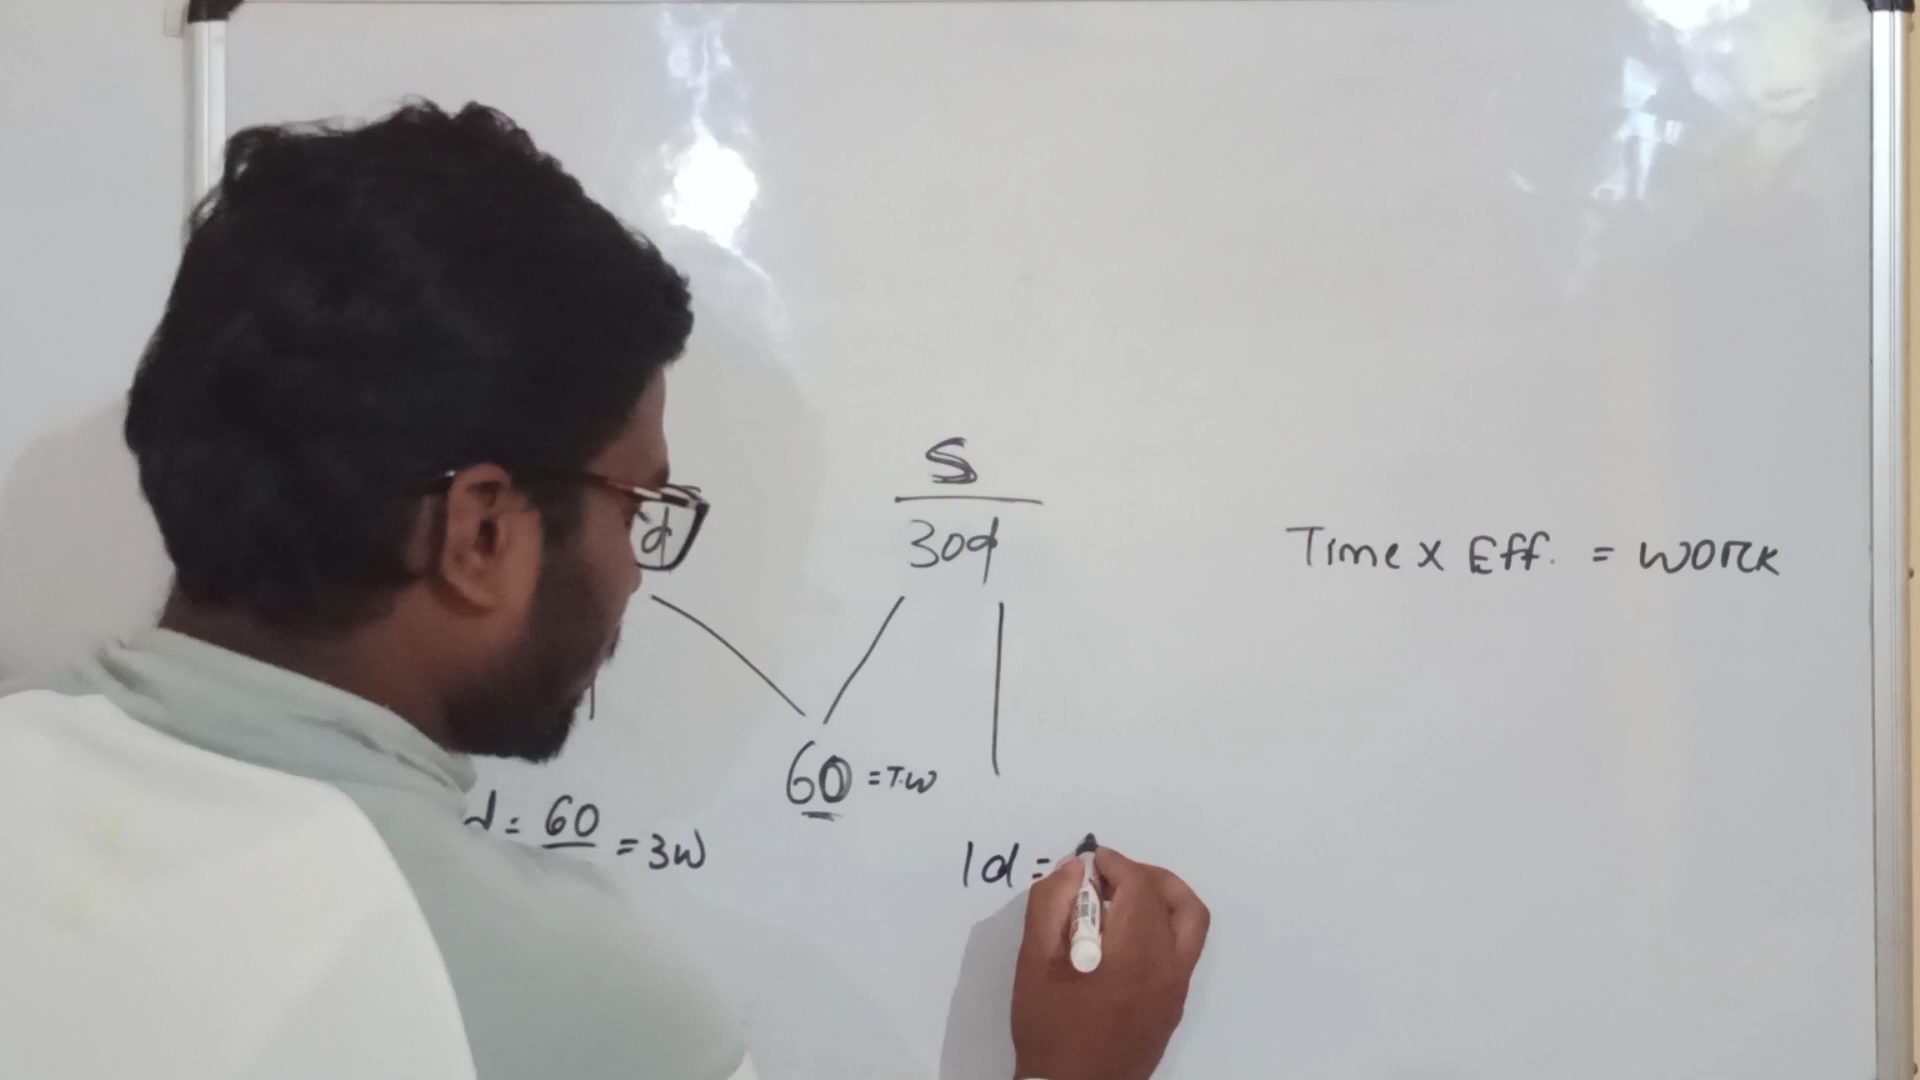 S
d 30d
Time x Eff. = work
60 = T.W
d = 60 = 3W
1d =